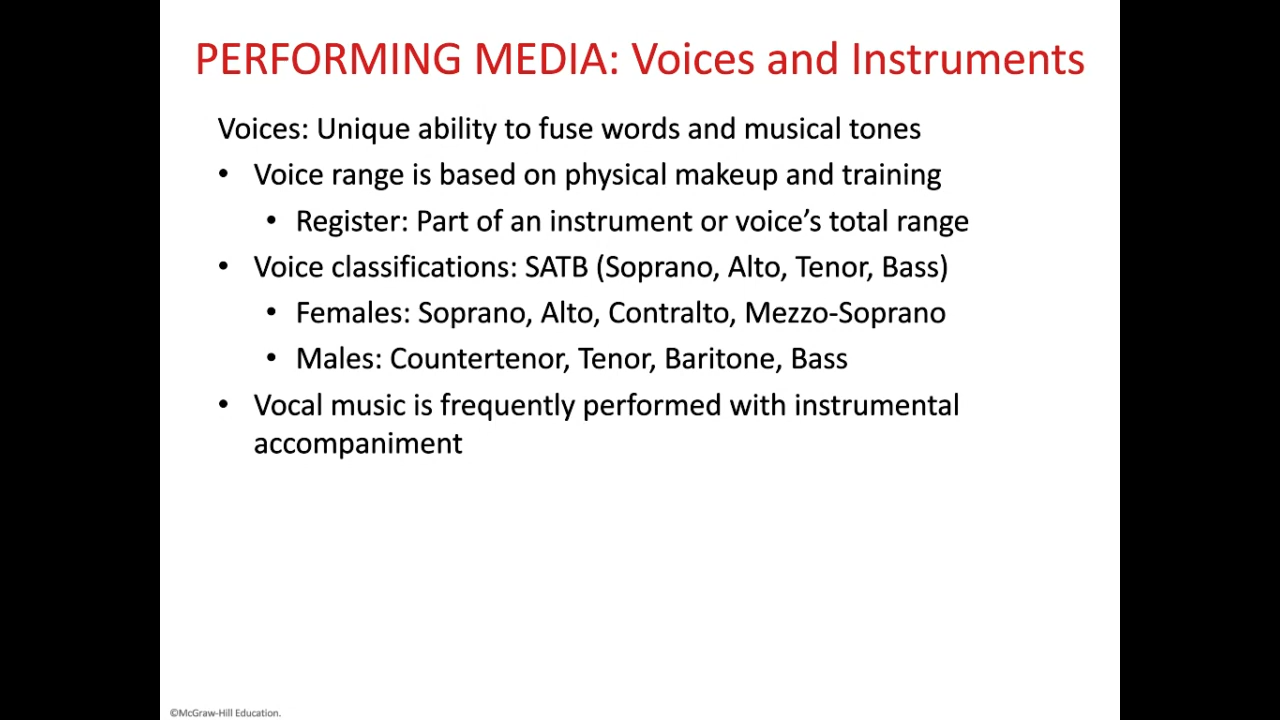 PERFORMING MEDIA: Voices and Instruments
Voices: Unique ability to fuse words and musical tones
• Voice range is based on physical makeup and training
• Register: Part of an instrument or voice’s total range
• Voice classifications: SATB (Soprano, Alto, Tenor, Bass)
• Females: Soprano, Alto, Contralto, Mezzo-Soprano
• Males: Countertenor, Tenor, Baritone, Bass
• Vocal music is frequently performed with instrumental
accompaniment
©McGraw-Hill Education.